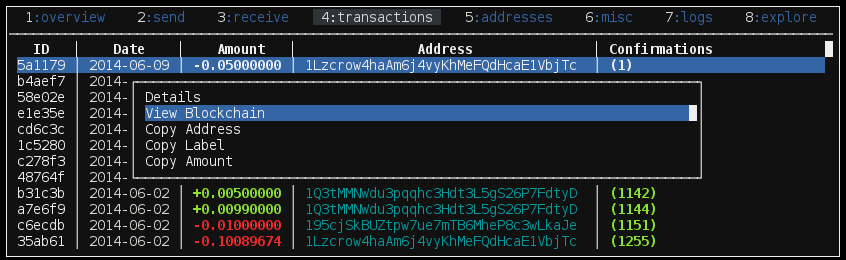 1:overview 2:send 3:receive 4:transactions 5:addresses 6:misc 7:logs 8:explore
ID Date Amount Address Confirmations
5a1179 2014-06-09 -0.05000000 1Lzcrow4haAm6j4vyKhMeFQdHcaE1VbjTc (1)
b4aef7 2014-
58e02e 2014- Details
e1e35e 2014- View Blockchain
cd6c3c 2014- Copy Address
1c5280 2014- Copy Label
c278f3 2014- Copy Amount
48764f 2014-
b31c3b 2014-06-02 +0.00500000 1Q3tMMNWdu3pqqhc3Hdt3L5gS26P7FdtyD (1142)
a7e6f9 2014-06-02 +0.00990000 1Q3tMMNWdu3pqqhc3Hdt3L5gS26P7FdtyD (1144)
c6ecdb 2014-06-02 -0.01000000 195cjSkBUZtpw7ue7mTB6MheP8c3wLkaJe (1151)
35ab61 2014-06-02 -0.10089674 1Lzcrow4haAm6j4vyKhMeFQdHcaE1VbjTc (1255)